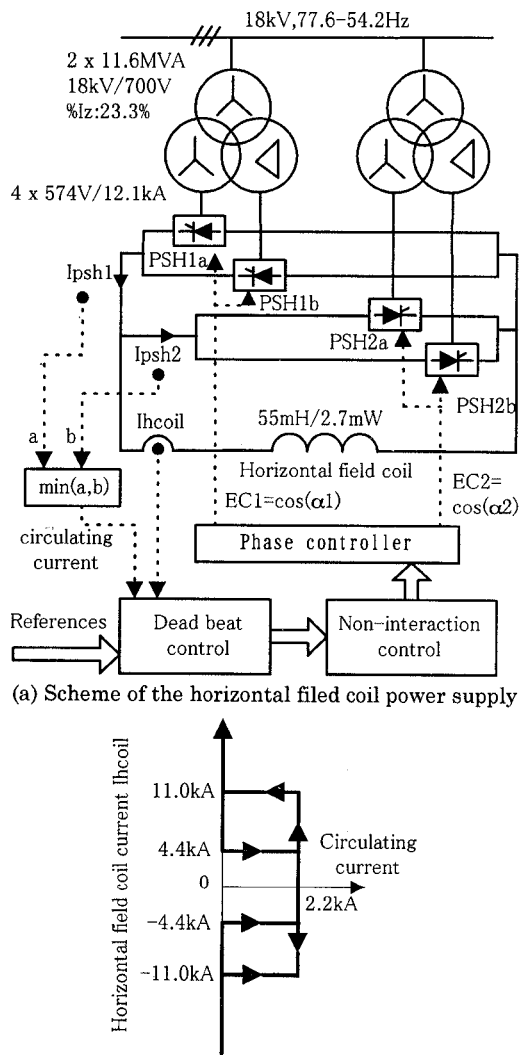 18kV,77.6-54.2Hz
2 x 11.6MVA
18kV/700V
%Iz:23.3%
4 x 574V/12.1kA
PSH1a
Ipsh1
PSH1b
Ipsh2
PSH2a
PSH2b
Ihcoil
55mH/2.7mW
a
b
Horizontal field coil
min(a,b)
EC1=cos(α1)
EC2=
cos(α2)
circulating
current
Phase controller
References
Dead beat
control
Non-interaction
control
(a) Scheme of the horizontal filed coil power supply
Horizontal field coil current Ihcoil
11.0kA
4.4kA
Circulating
current
0
2.2kA
-4.4kA
-11.0kA